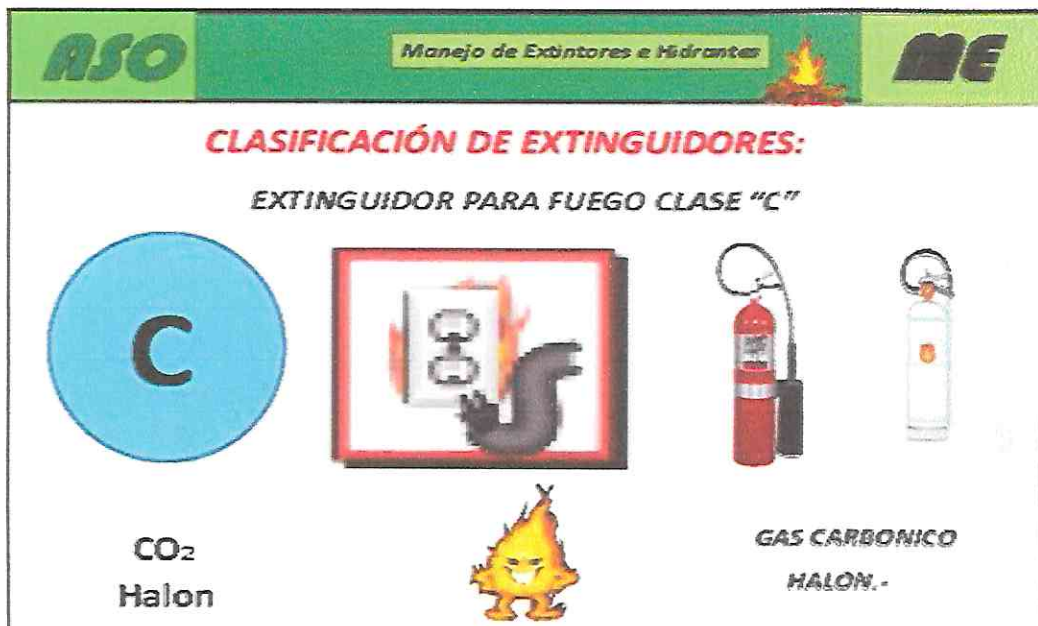 ASO
Manejo de Extintores e Hidrantes
ME
CLASIFICACIÓN DE EXTINGUIDORES:
EXTINGUIDOR PARA FUEGO CLASE “C”
C
CO₂
Halon
GAS CARBONICO
HALON.-